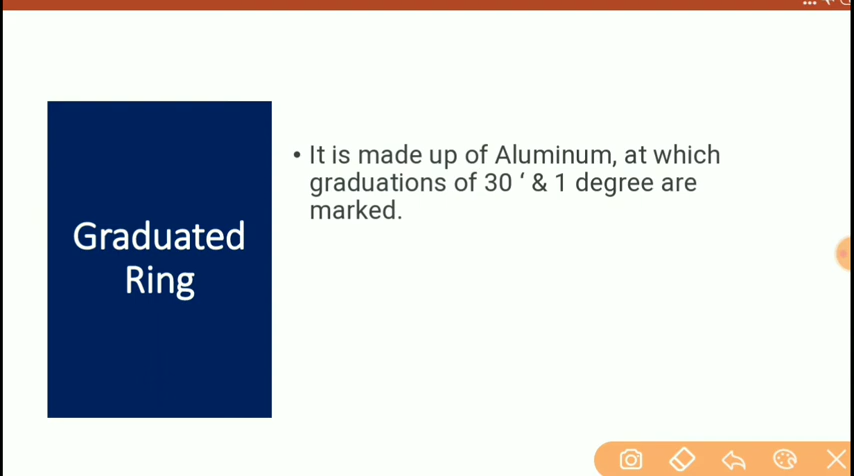 Graduated
Ring
• It is made up of Aluminum, at which
graduations of 30 ‘ & 1 degree are
marked.